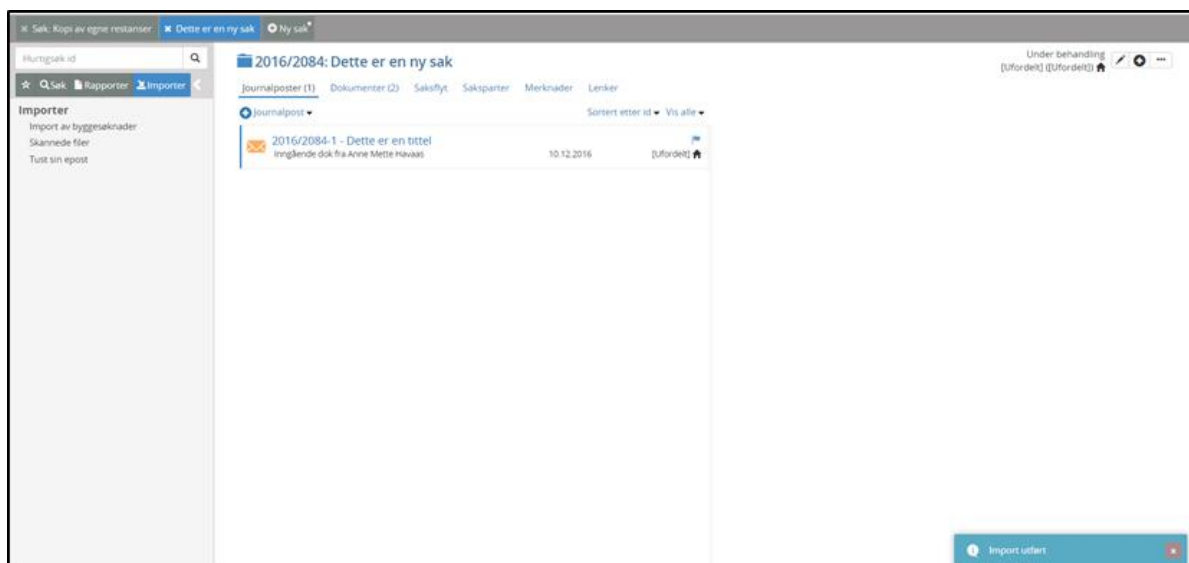 Søk: Kopi av egne restanser Dette er en ny sak Ny sak
Hurtigsøk id
Søk Rapporter Importer
Importer
Import av byggesøknader
Skannede filer
Tust sin epost
2016/2084: Dette er en ny sak
Under behandling
[Ufordelt] ([Ufordelt])
Journalposter (1) Dokumenter (2) Saksflyt Saksparter Merknader Lenker
Journalpost Sortert etter id Vis alle
2016/2084-1 - Dette er en tittel
Inngående dok fra Anne Mette Havaas 10.12.2016 [Ufordelt]
Import utført